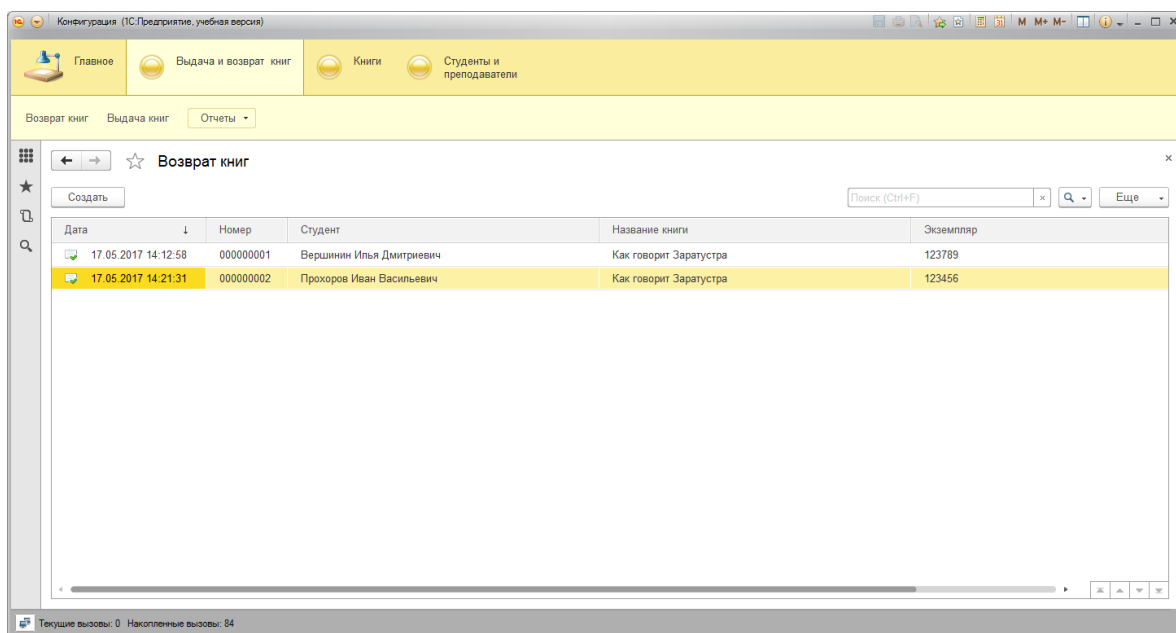 Конфигурация (1С:Предприятие, учебная версия)
M M+ M-
Главное
Выдача и возврат книг
Книги
Студенты и преподаватели
Возврат книг Выдача книг Отчеты
Возврат книг
Создать Поиск (Ctrl+F) Еще
Дата Номер Студент Название книги Экземпляр
17.05.2017 14:12:58 000000001 Вершинин Илья Дмитриевич Как говорит Заратустра 123789
17.05.2017 14:21:31 000000002 Прохоров Иван Васильевич Как говорит Заратустра 123456
Текущие вызовы: 0 Накопленные вызовы: 84